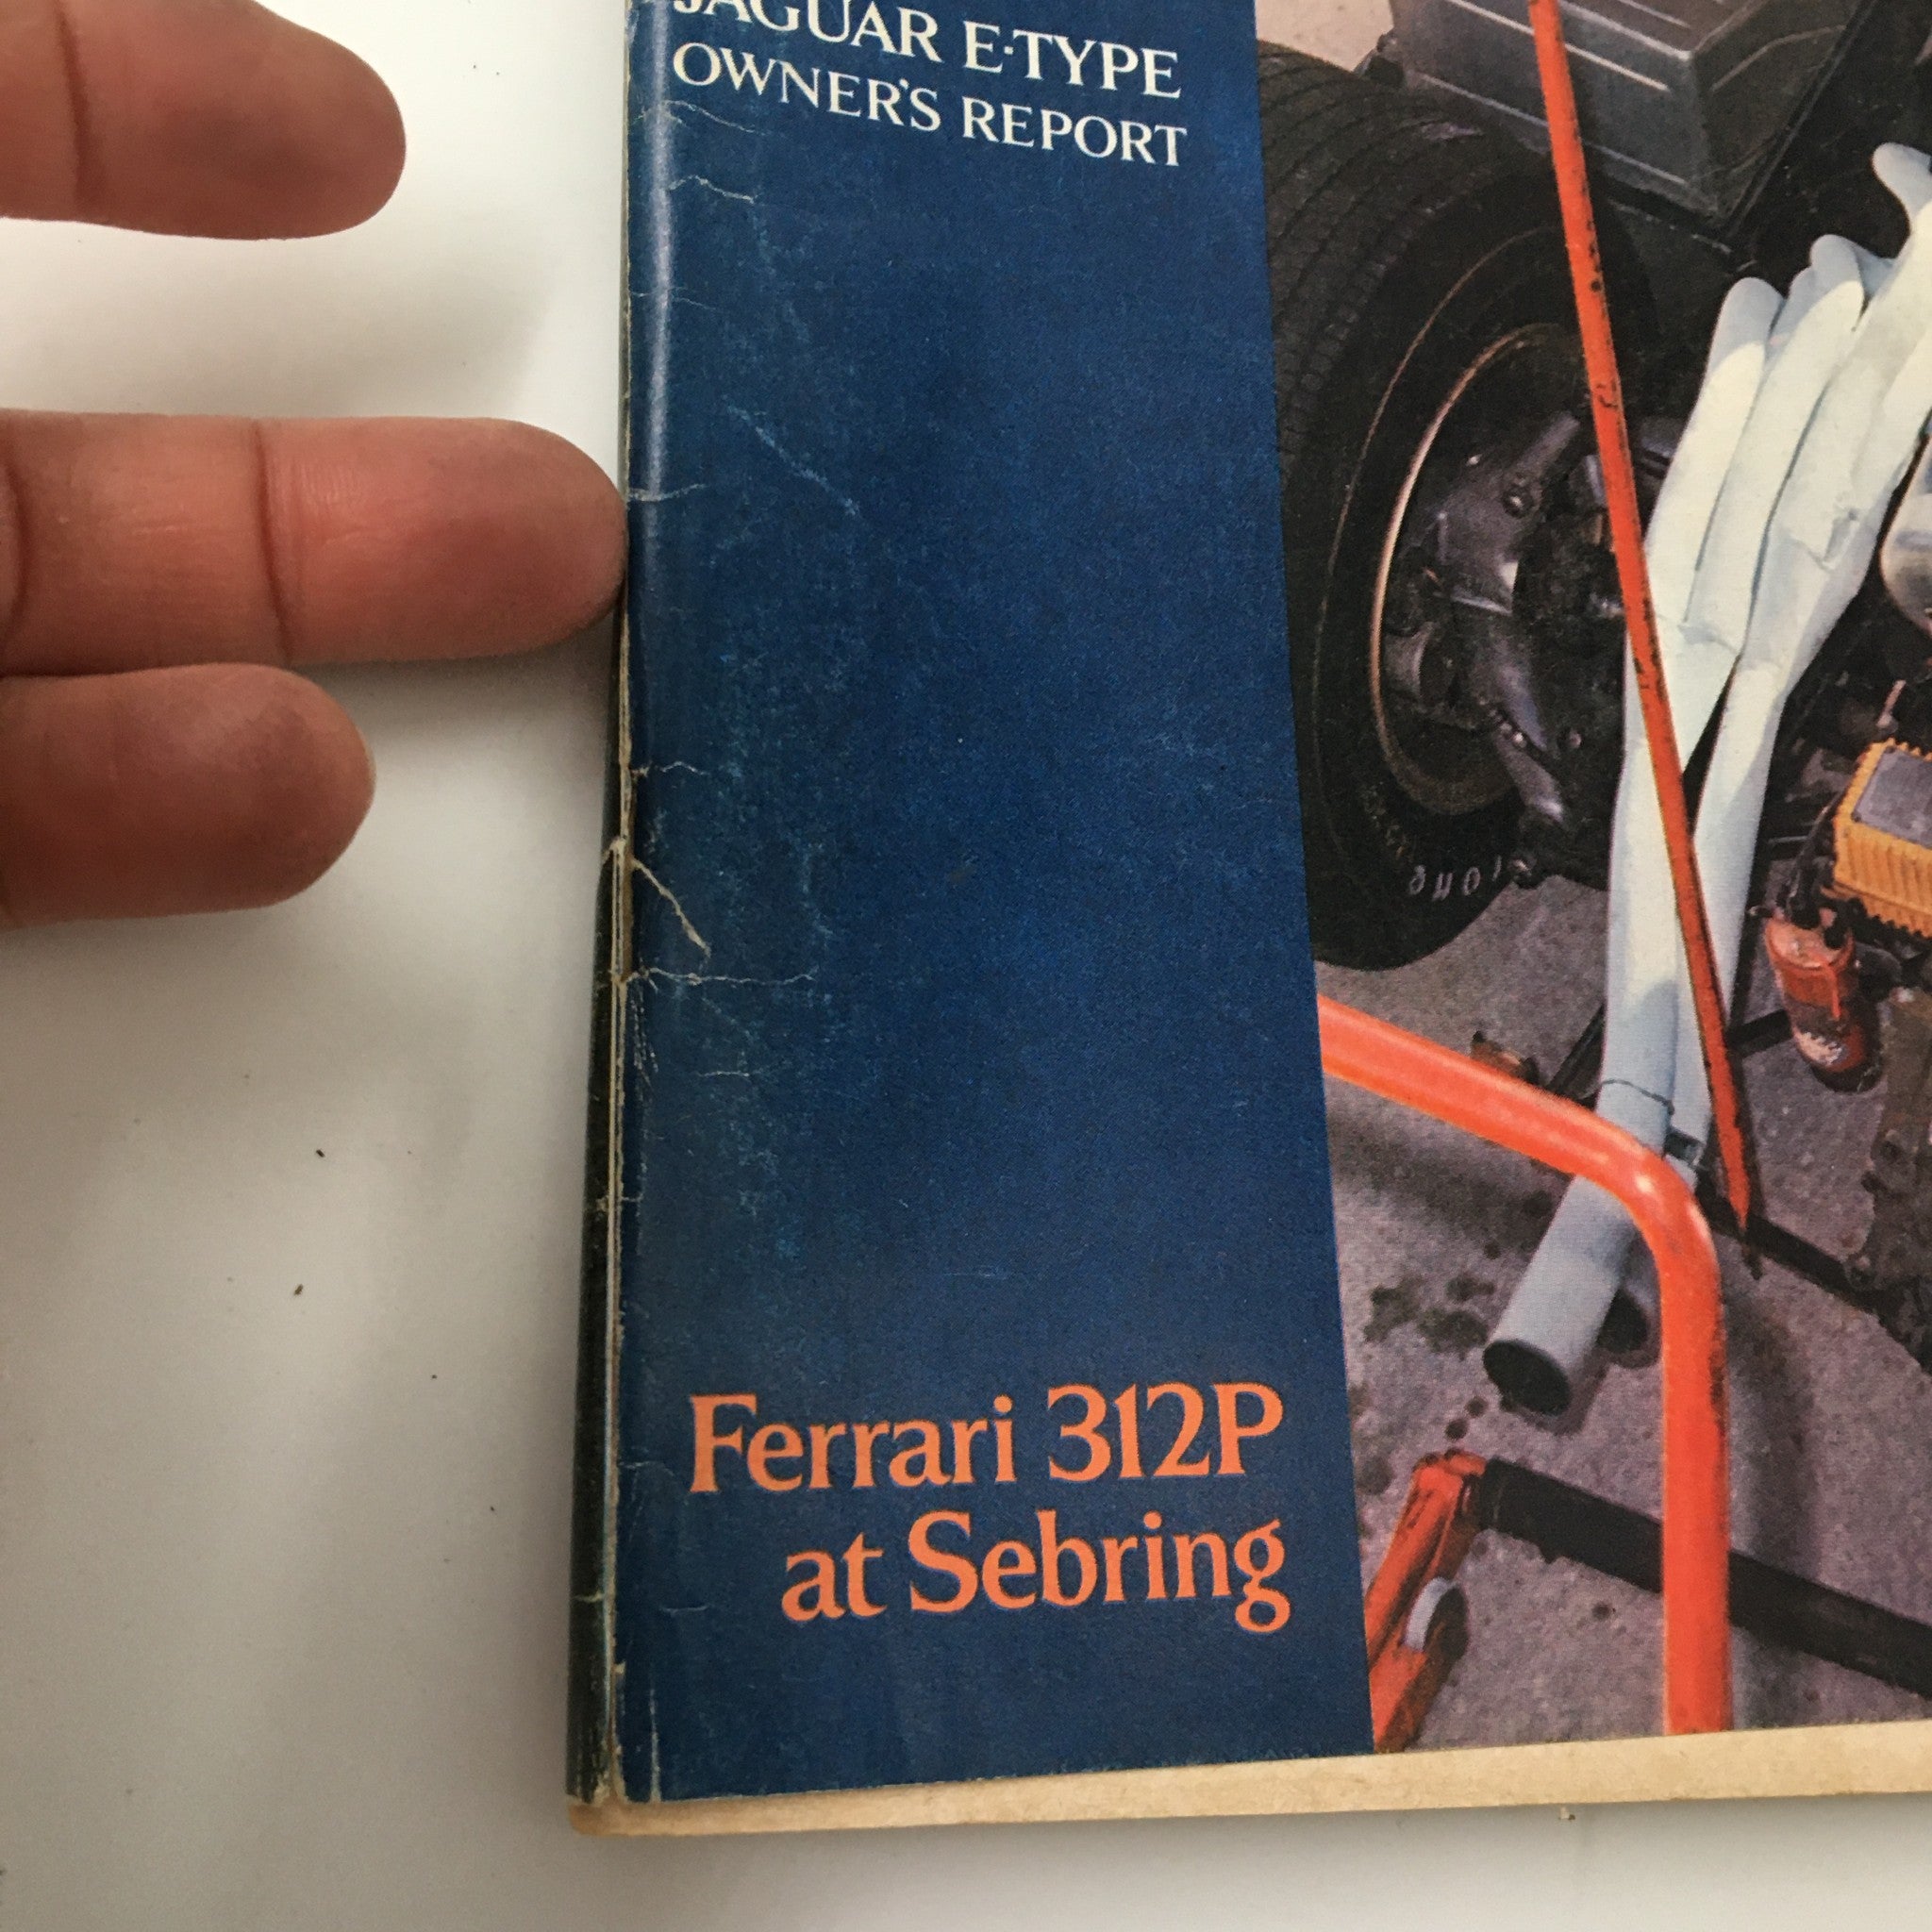 JAGUAR E-TYPE
OWNER'S REPORT
Ferrari 312P
at Sebring